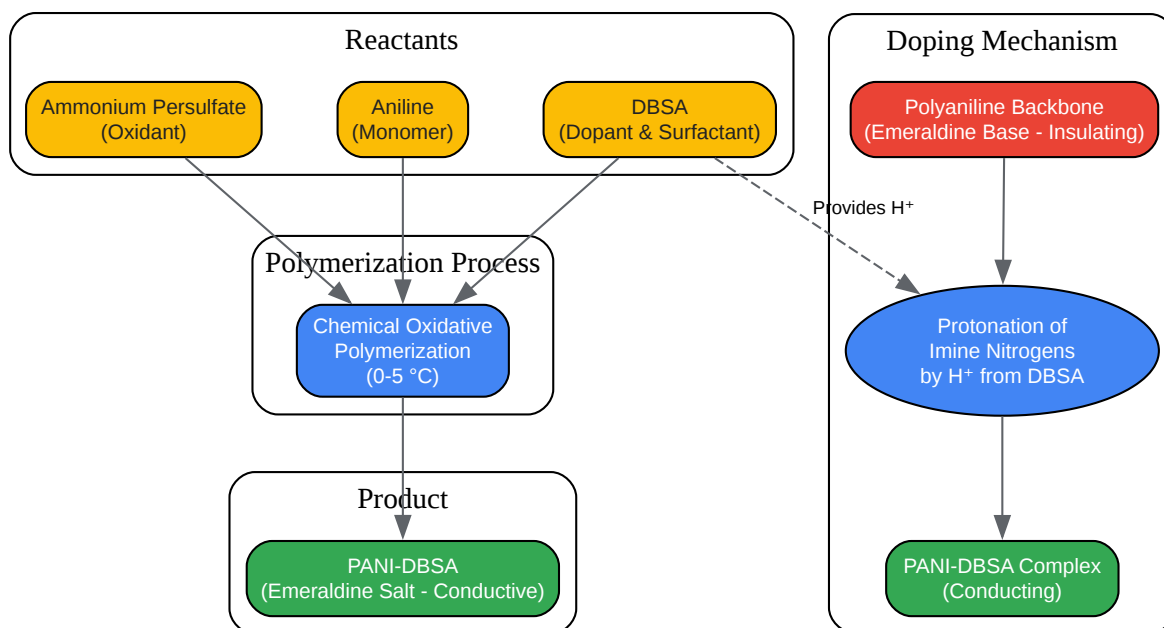 Reactants
Ammonium Persulfate
(Oxidant)
Aniline
(Monomer)
DBSA
(Dopant & Surfactant)
Provides H⁺
Polymerization Process
Chemical Oxidative
Polymerization
(0-5 °C)
Product
PANI-DBSA
(Emeraldine Salt - Conductive)
Doping Mechanism
Polyaniline Backbone
(Emeraldine Base - Insulating)
Protonation of
Imine Nitrogens
by H⁺ from DBSA
PANI-DBSA Complex
(Conducting)